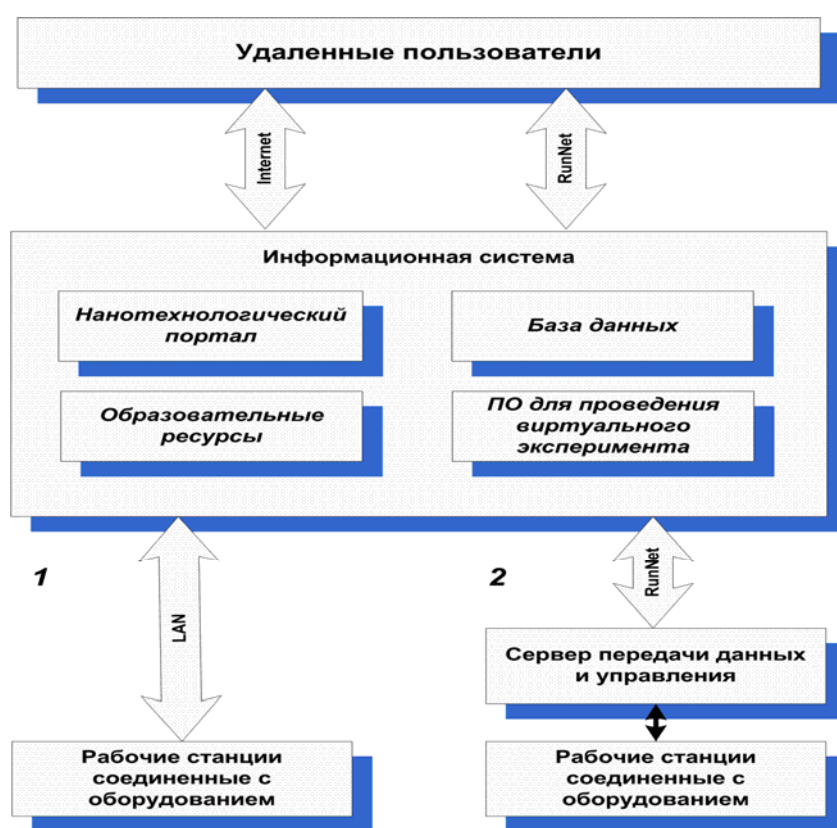 Удаленные пользователи
Internet
RunNet
Информационная система
Нанотехнологический
портал
База данных
Образовательные
ресурсы
ПО для проведения
виртуального
эксперимента
1
2
LAN
RunNet
Сервер передачи данных
и управления
Рабочие станции
соединенные с
оборудованием
Рабочие станции
соединенные с
оборудованием